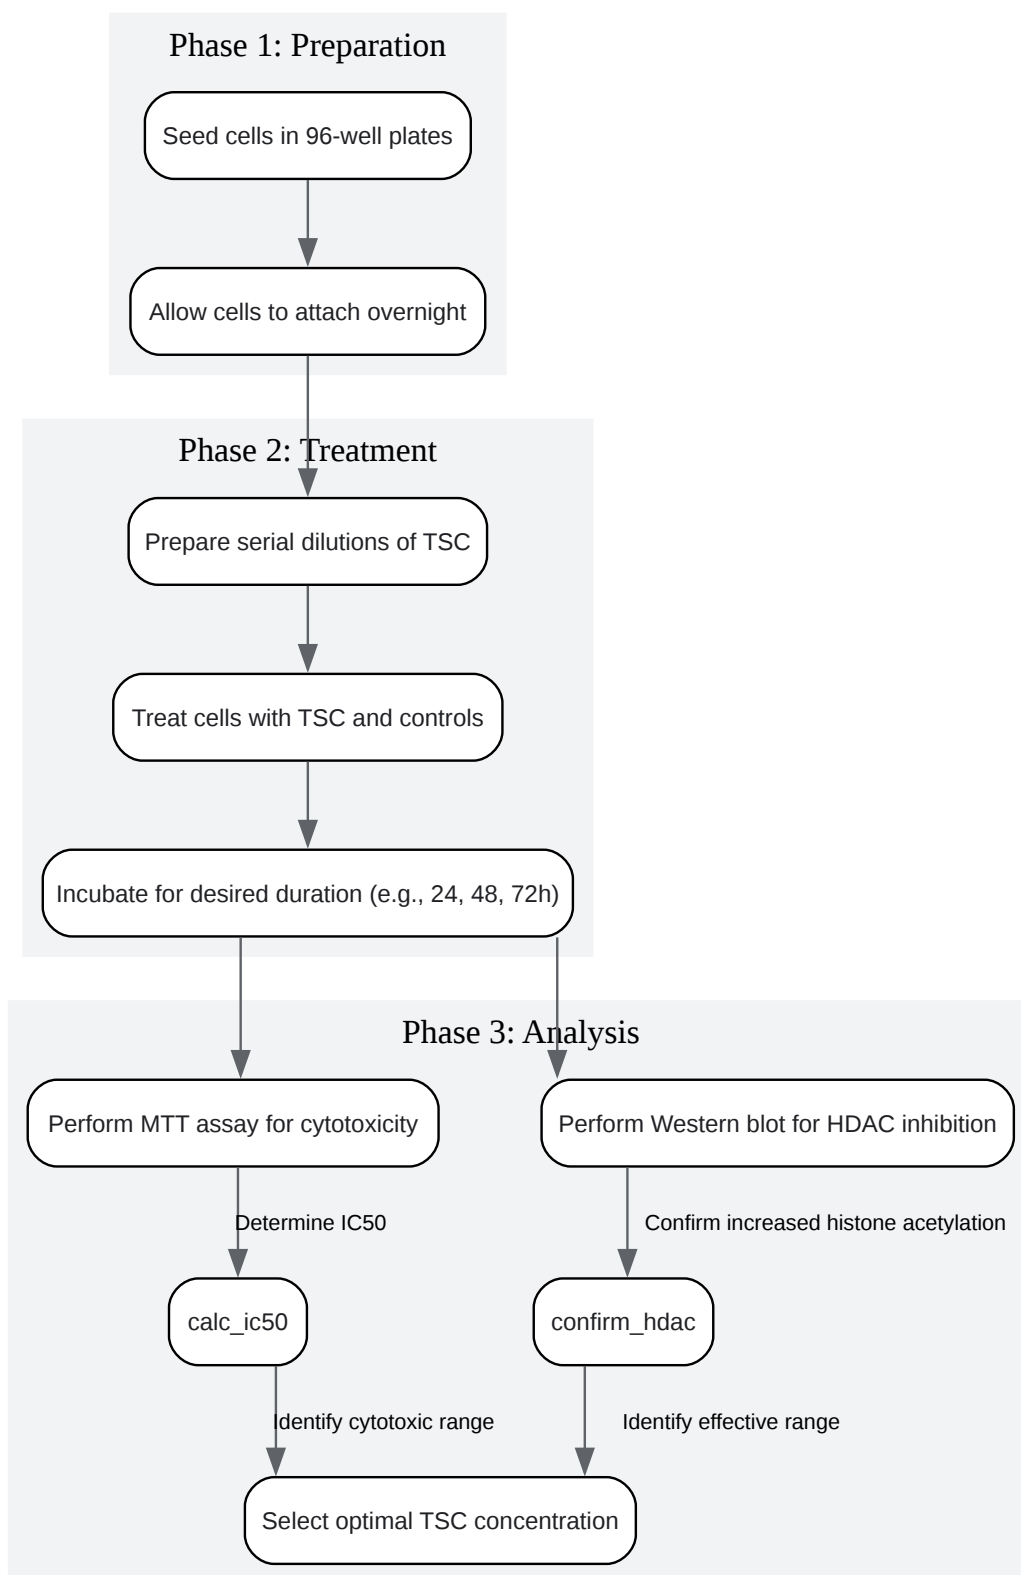 Phase 1: Preparation
Seed cells in 96-well plates
Allow cells to attach overnight
Phase 2: Treatment
Prepare serial dilutions of TSC
Treat cells with TSC and controls
Incubate for desired duration (e.g., 24, 48, 72h)
Phase 3: Analysis
Perform MTT assay for cytotoxicity
Perform Western blot for HDAC inhibition
Determine IC50
Confirm increased histone acetylation
calc_ic50
confirm_hdac
Identify cytotoxic range
Identify effective range
Select optimal TSC concentration